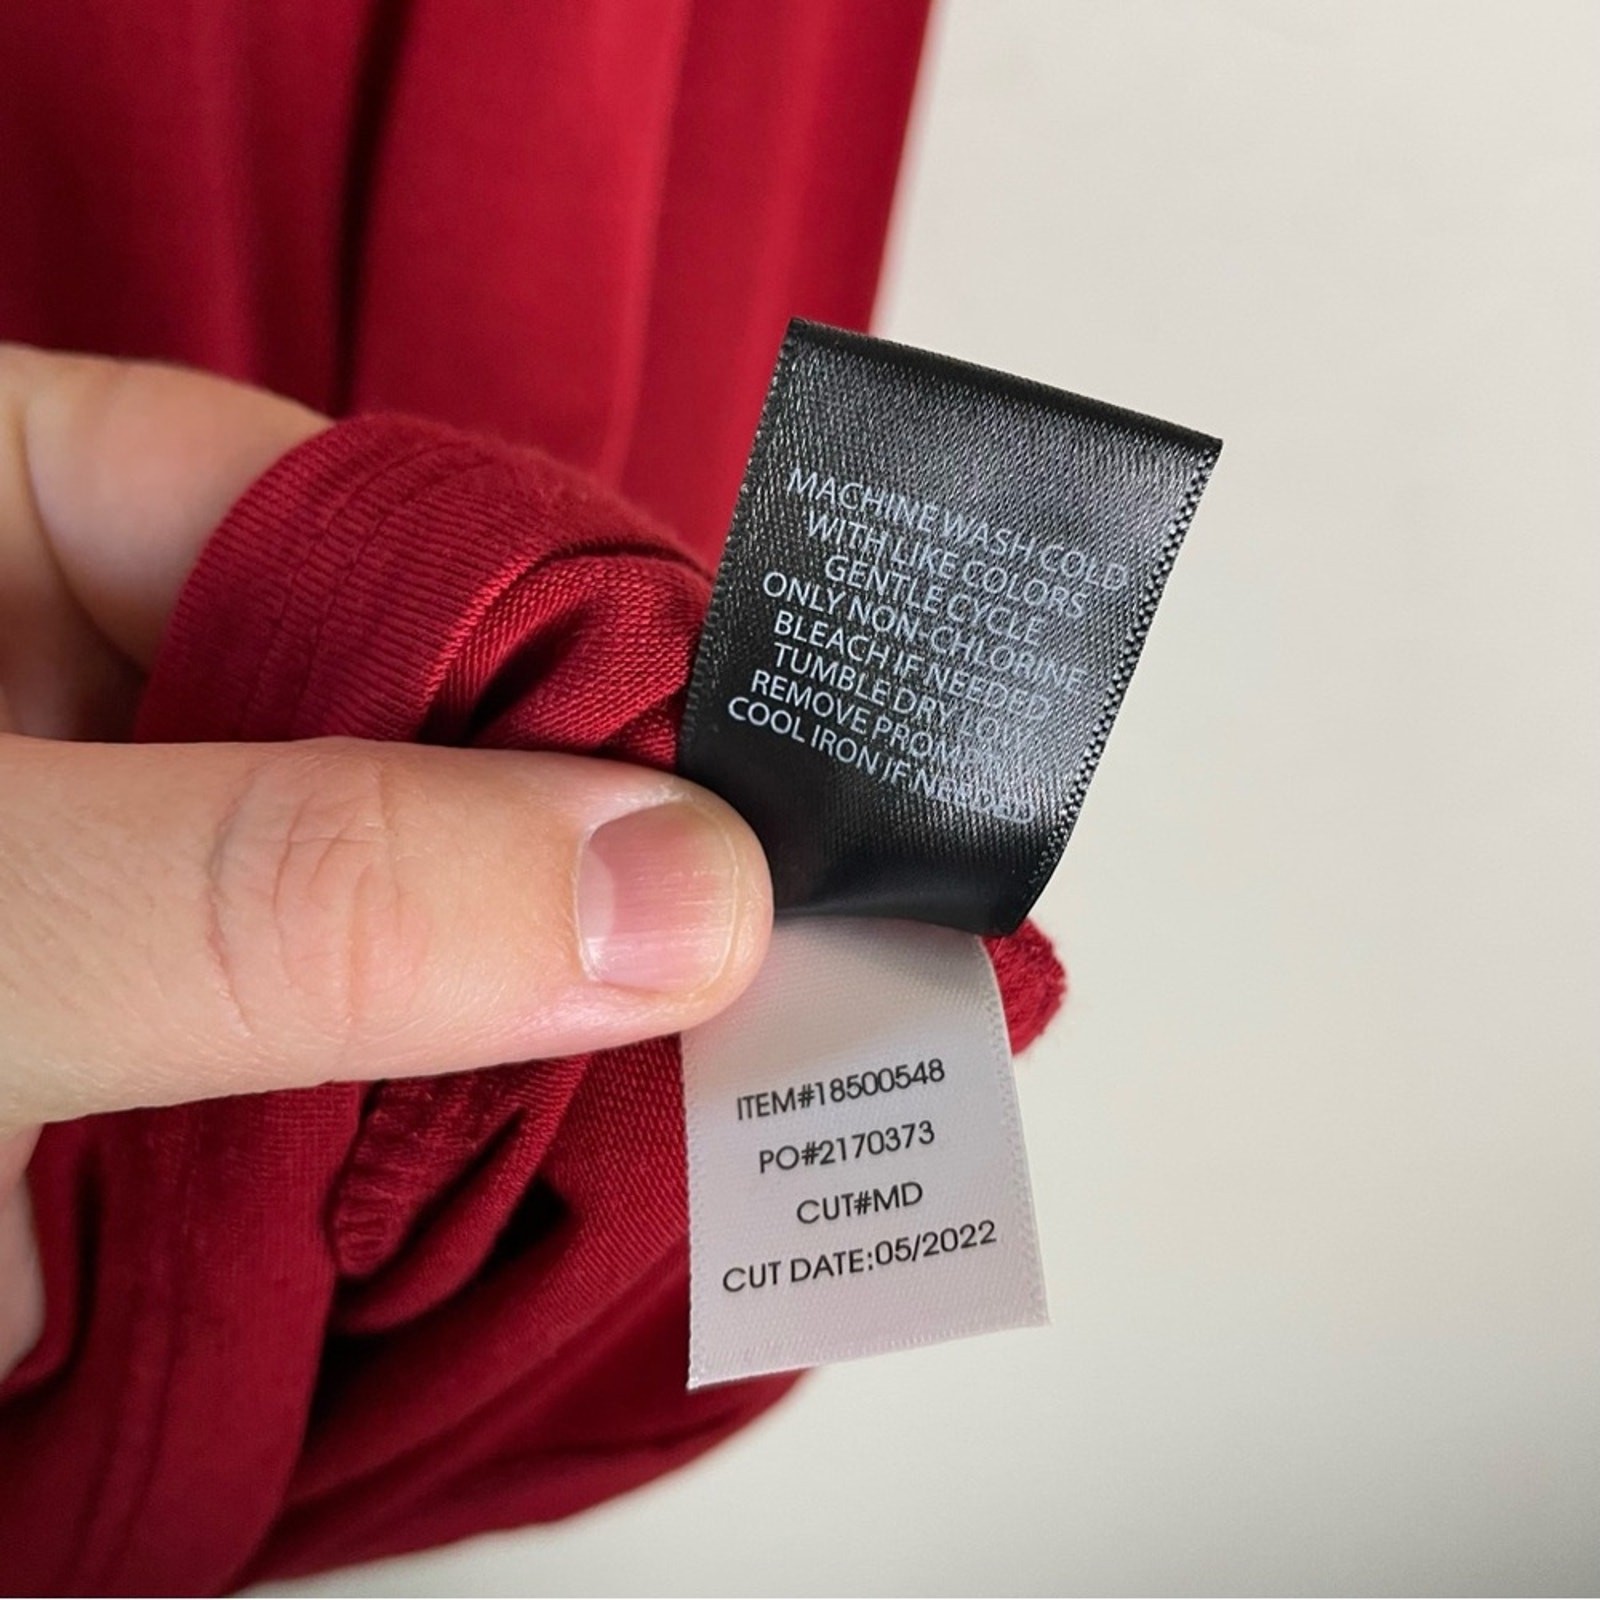 MACHINE WASH COLD
WITH LIKE COLORS
GENTLE CYCLE
ONLY NON-CHLORINE
BLEACH IF NEEDED
TUMBLE DRY LOW
REMOVE PROMPTLY
COOL IRON IF NEEDED
ITEM#18500548
PO#2170373
CUT#MD
CUT DATE:05/2022